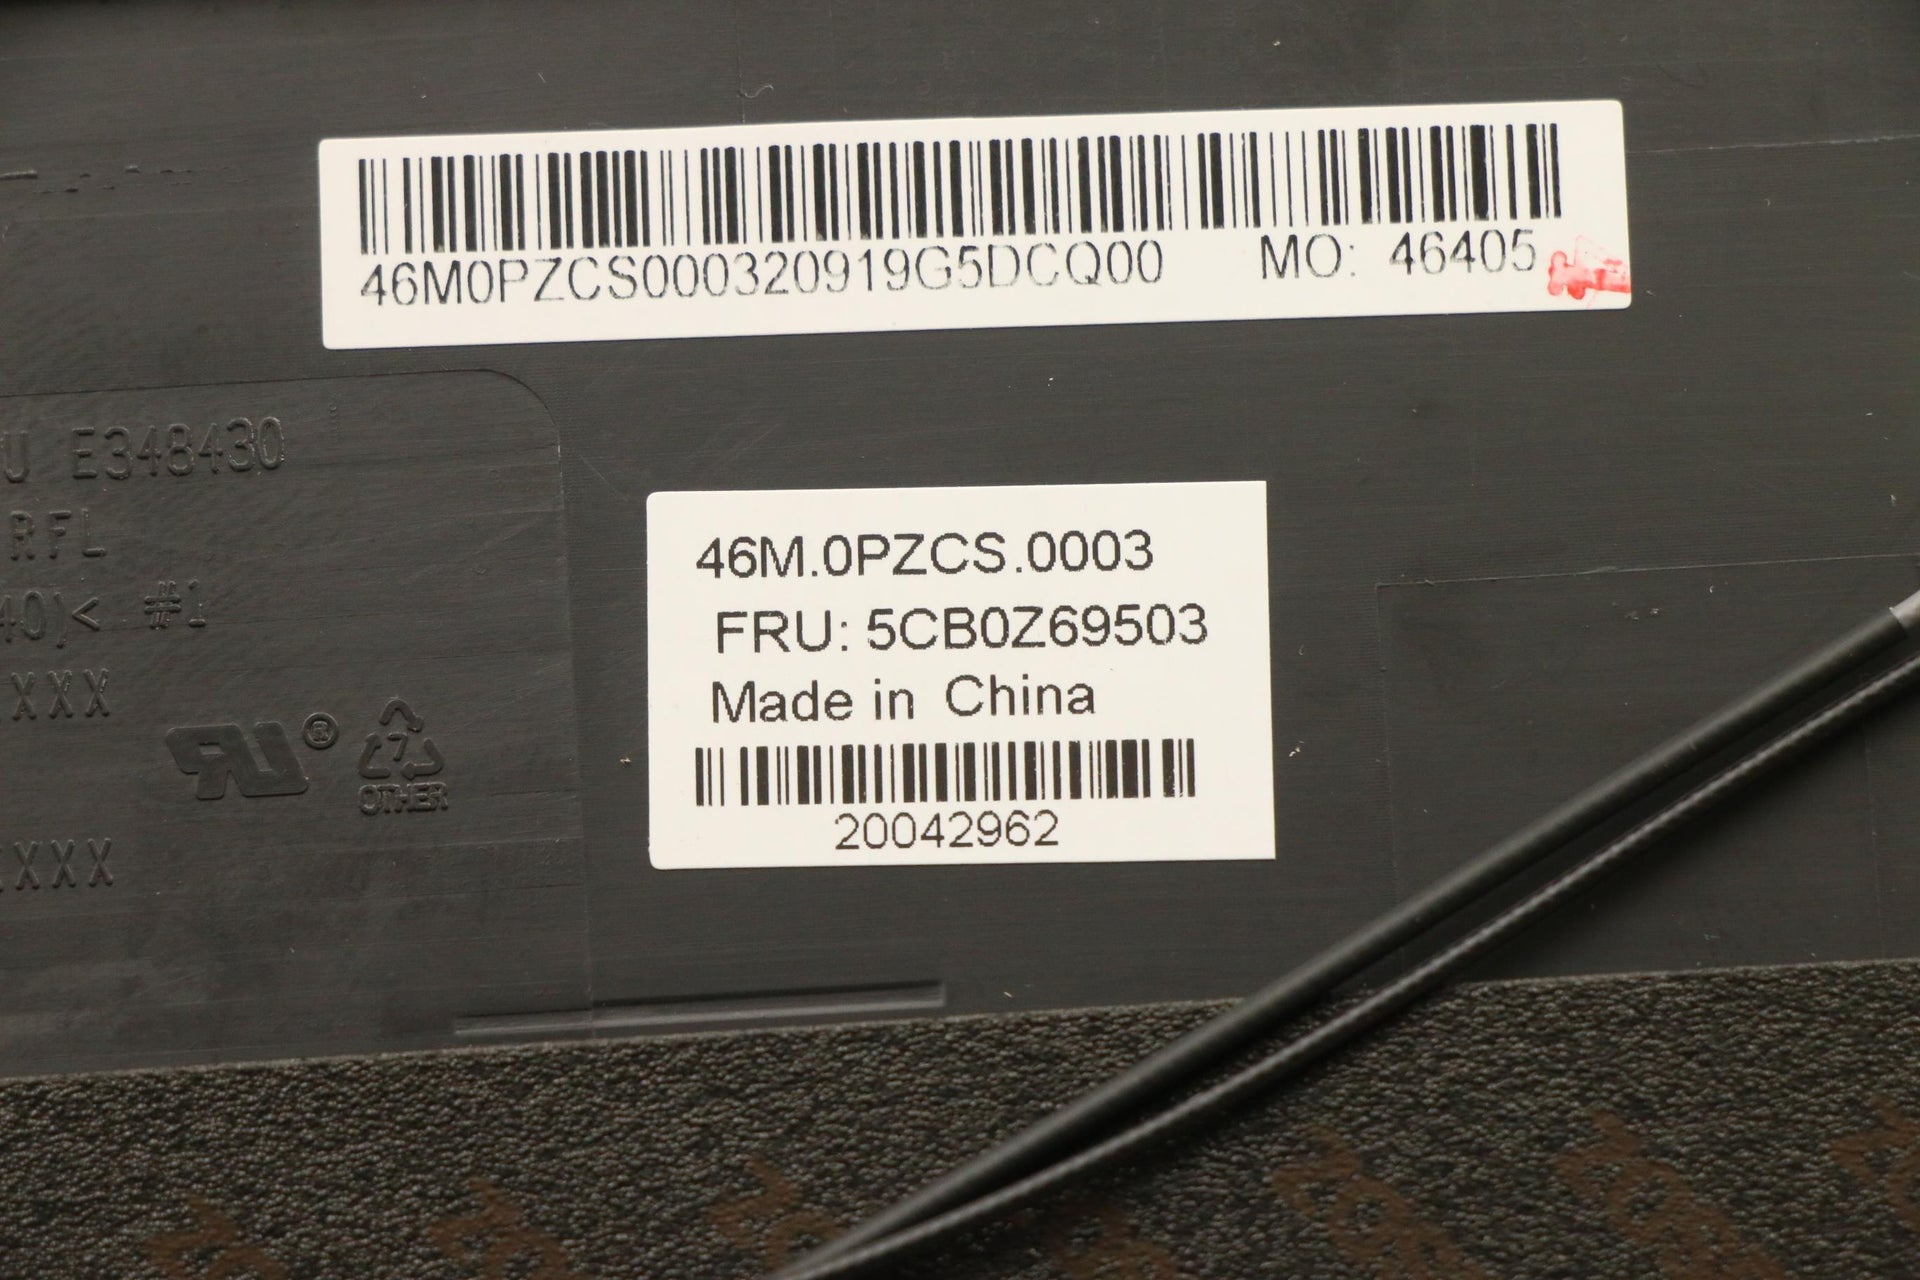 46M0PZCS000320919G5DCQ00 MO: 46405
U E348430
RFL
40)< #1
XXX
®
7
OTHER
XXX
46M.0PZCS.0003
FRU: 5CB0Z69503
Made in China
20042962